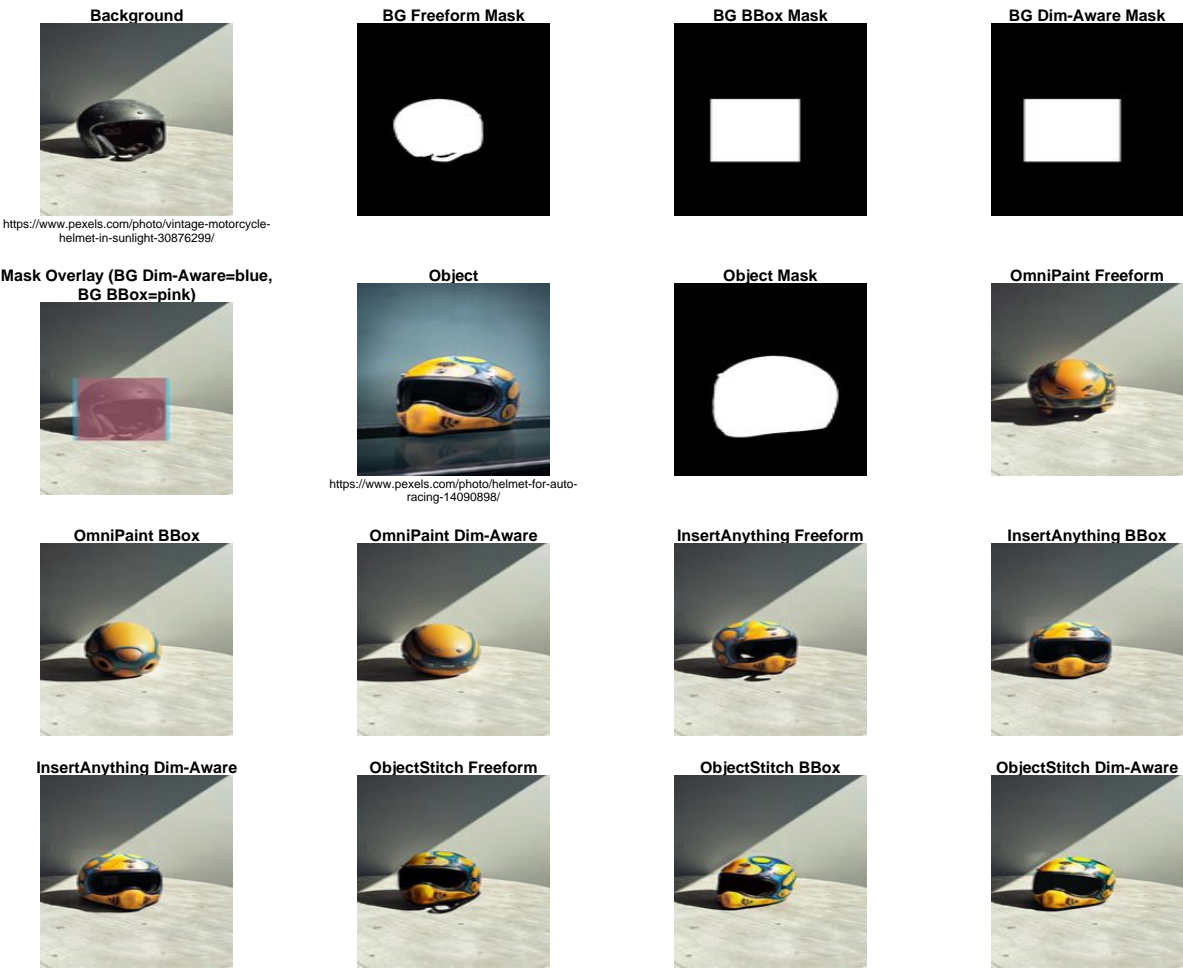 Background
BG Freeform Mask
BG BBox Mask
BG Dim-Aware Mask
https://www.pexels.com/photo/vintage-motorcycle-
helmet-in-sunlight-30876299/
Mask Overlay (BG Dim-Aware=blue,
BG BBox=pink)
Object
Object Mask
OmniPaint Freeform
https://www.pexels.com/photo/helmet-for-auto-
racing-14090898/
OmniPaint BBox
OmniPaint Dim-Aware
InsertAnything Freeform
InsertAnything BBox
InsertAnything Dim-Aware
ObjectStitch Freeform
ObjectStitch BBox
ObjectStitch Dim-Aware